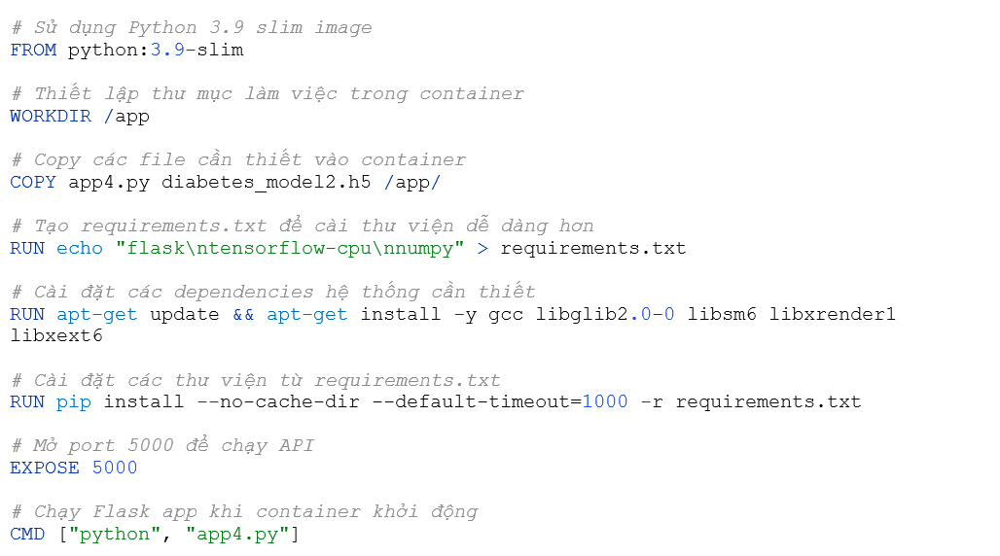 # Sử dụng Python 3.9 slim image
FROM python:3.9-slim
# Thiết lập thư mục làm việc trong container
WORKDIR /app
# Copy các file cần thiết vào container
COPY app4.py diabetes_model2.h5 /app/
# Tạo requirements.txt để cài thư viện dễ dàng hơn
RUN echo "flask\ntensorflow-cpu\nnumpy" > requirements.txt
# Cài đặt các dependencies hệ thống cần thiết
RUN apt-get update && apt-get install -y gcc libglib2.0-0 libsm6 libxrender1
libxext6
# Cài đặt các thư viện từ requirements.txt
RUN pip install --no-cache-dir --default-timeout=1000 -r requirements.txt
# Mở port 5000 để chạy API
EXPOSE 5000
# Chạy Flask app khi container khởi động
CMD ["python", "app4.py"]